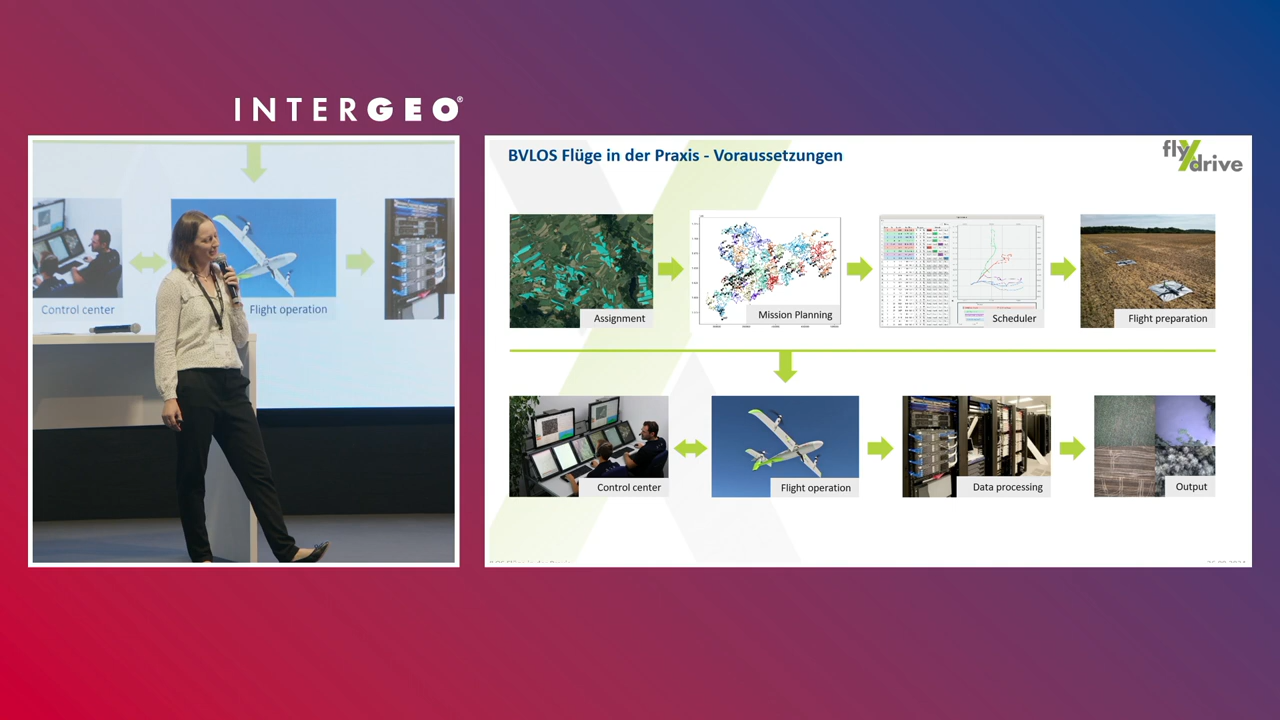 INTERGEO®
Control center
Flight operation
BVLOS Flüge in der Praxis - Voraussetzungen
fly
drive
Assignment
Mission Planning
Scheduler
Flight preparation
Control center
Flight operation
Data processing
Output